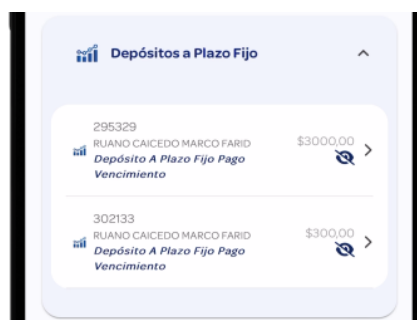 Depósitos a Plazo Fijo
295329
RUANO CAICEDO MARCO FARID
$3000,00
Depósito A Plazo Fijo Pago
Vencimiento
302133
RUANO CAICEDO MARCO FARID
$300,00
Depósito A Plazo Fijo Pago
Vencimiento